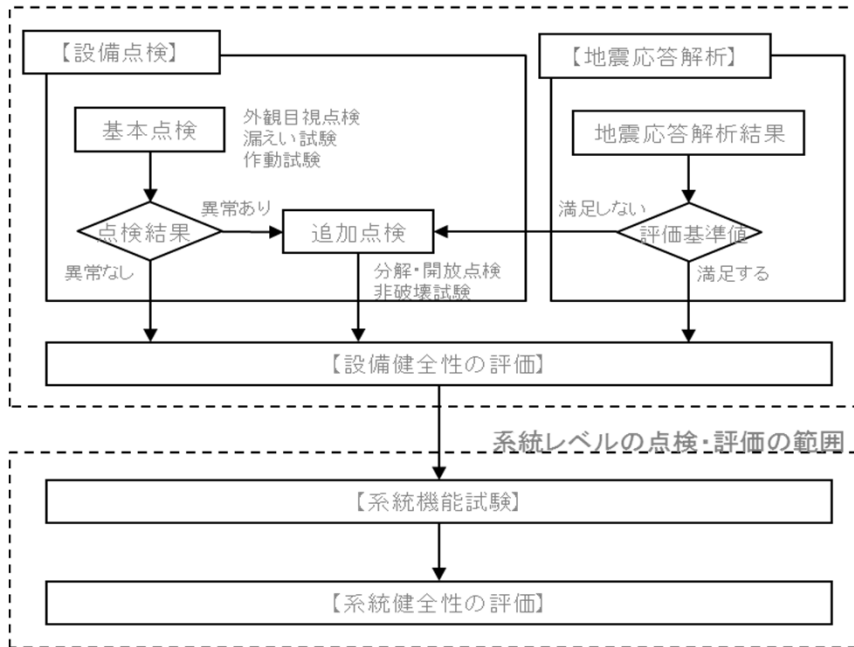 【設備点検】
【地震応答解析】
基本点検
外観目視点検
漏えい試験
作動試験
地震応答解析結果
点検結果
異常あり
追加点検
満足しない
評価基準値
異常なし
分解・開放点検
非破壊試験
満足する
【設備健全性の評価】
系統レベルの点検・評価の範囲
【系統機能試験】
【系統健全性の評価】